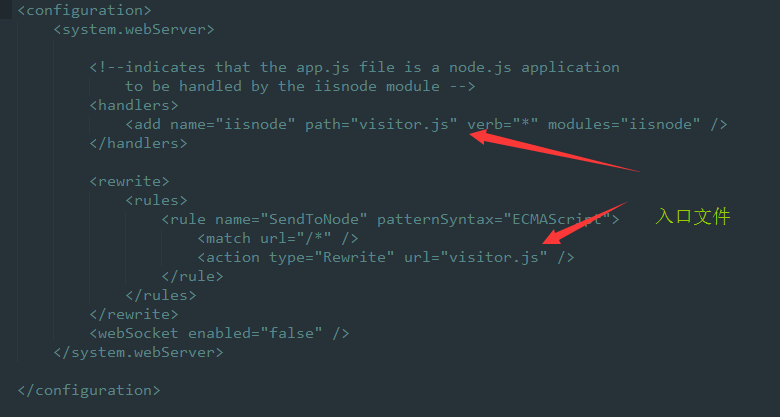 <configuration>
<system.webServer>
<!--indicates that the app.js file is a node.js application
to be handled by the iisnode module -->
<handlers>
<add name="iisnode" path="visitor.js" verb="*" modules="iisnode" />
</handlers>
<rewrite>
<rules>
<rule name="SendToNode" patternSyntax="ECMAScript">
入口文件
<match url="/*" />
<action type="Rewrite" url="visitor.js" />
</rule>
</rules>
</rewrite>
<webSocket enabled="false" />
</system.webServer>
</configuration>